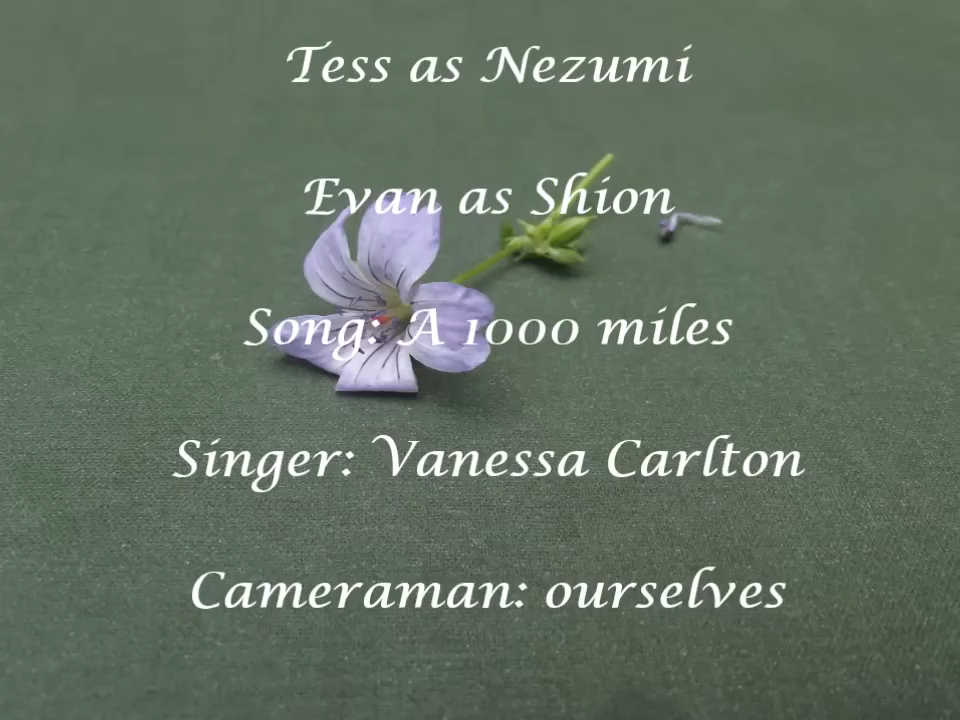 Tess as Nezumi
Evan as Shion
Song: A 1000 miles
Singer: Vanessa Carlton
Cameraman: ourselves